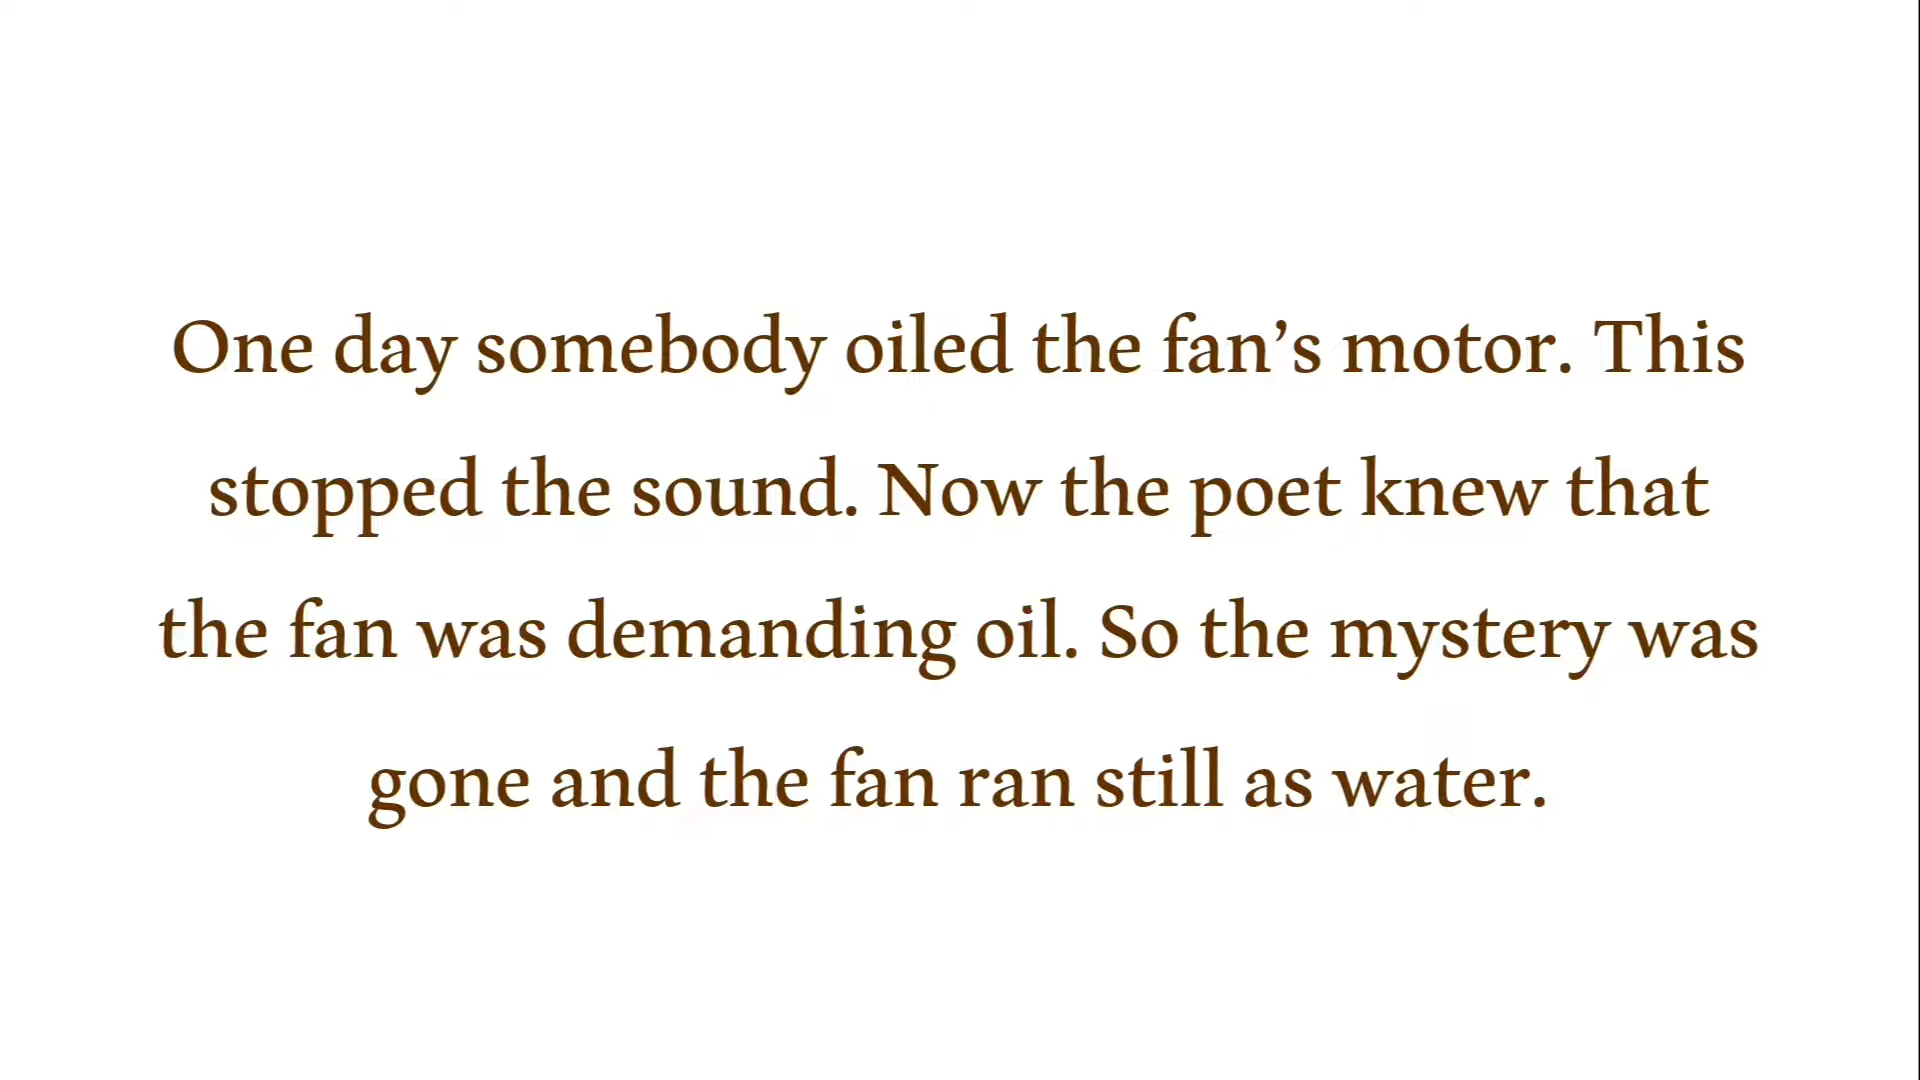 One day somebody oiled the fan’s motor. This
stopped the sound. Now the poet knew that
the fan was demanding oil. So the mystery was
gone and the fan ran still as water.